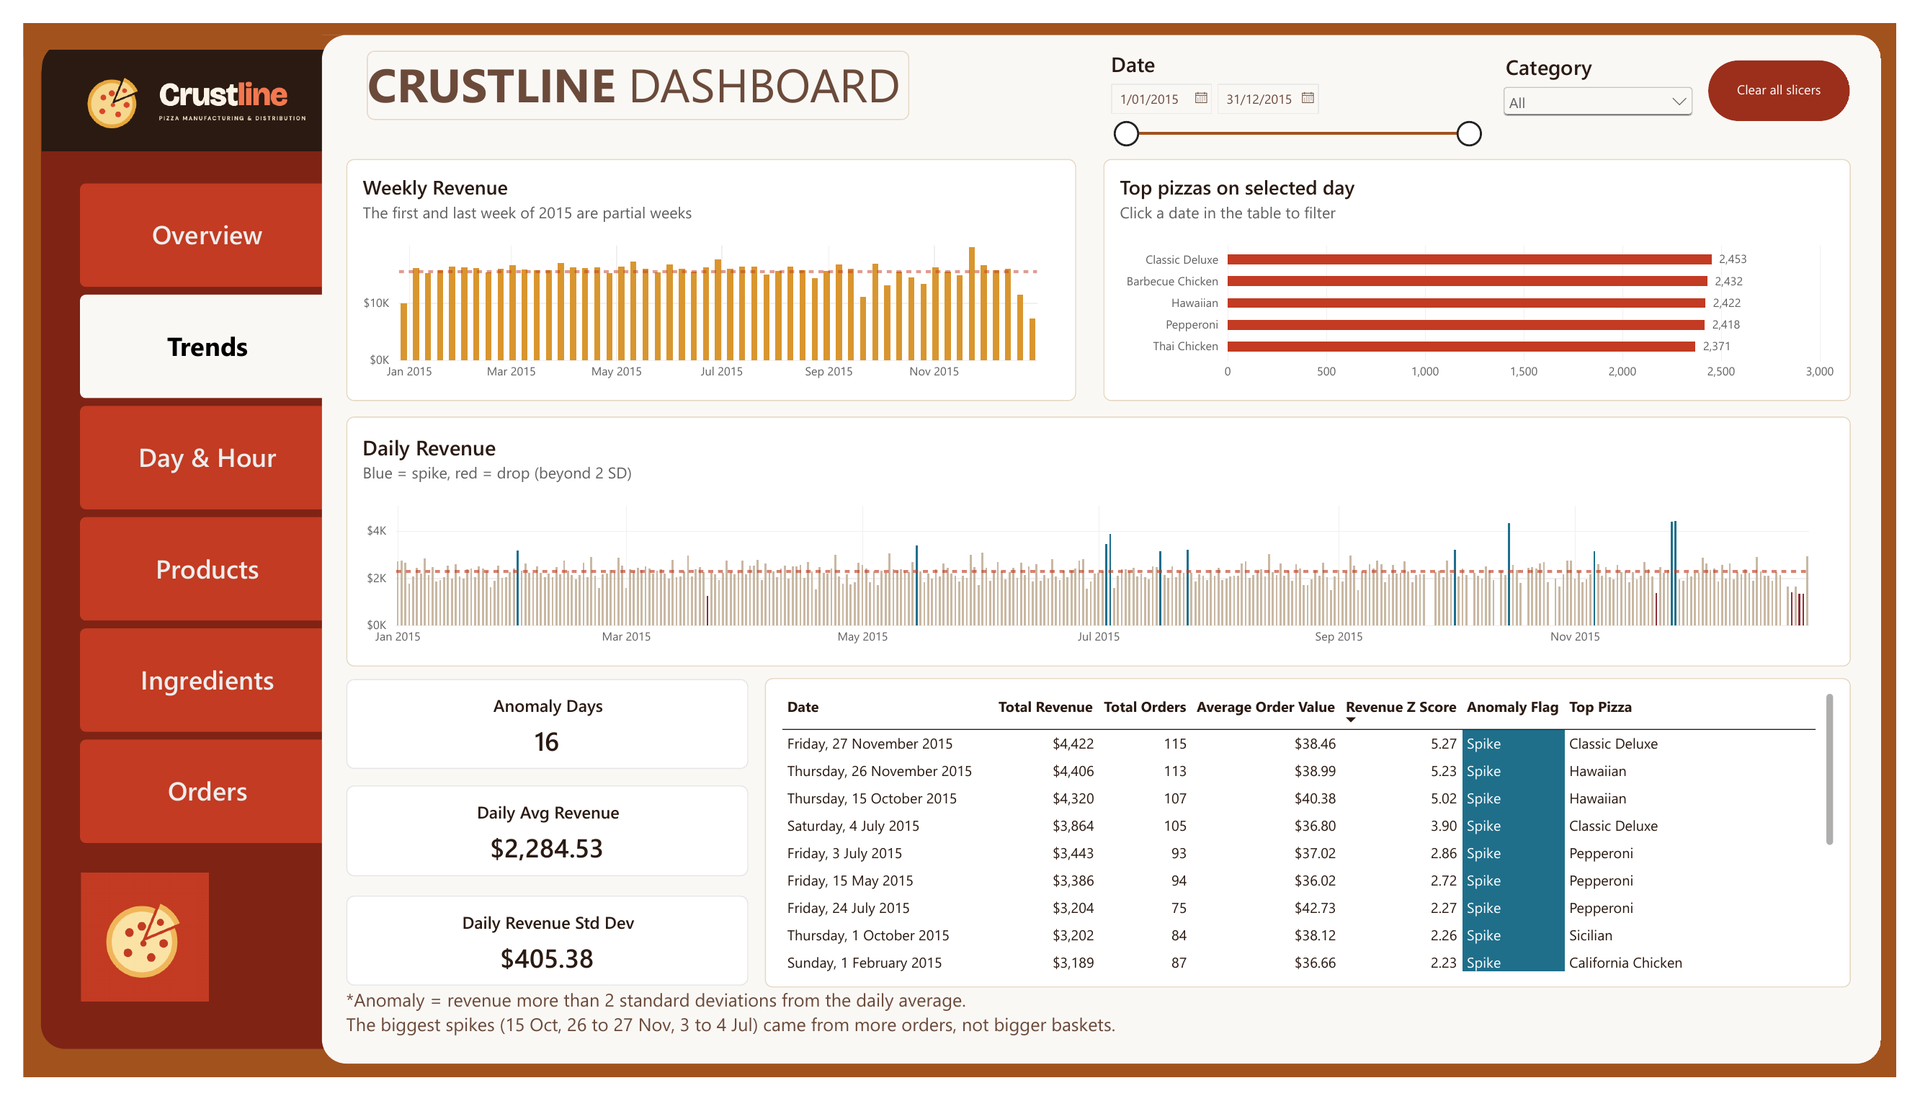 Crustline
PIZZA MANUFACTURING & DISTRIBUTION
Overview
Trends
Day & Hour
Products
Ingredients
Orders
CRUSTLINE DASHBOARD
Date
1/01/2015 31/12/2015
Category
All
Clear all slicers
Weekly Revenue
The first and last week of 2015 are partial weeks
$10K
$0K
Jan 2015 Mar 2015 May 2015 Jul 2015 Sep 2015 Nov 2015
Top pizzas on selected day
Click a date in the table to filter
Classic Deluxe 2,453
Barbecue Chicken 2,432
Hawaiian 2,422
Pepperoni 2,418
Thai Chicken 2,371
0 500 1,000 1,500 2,000 2,500 3,000
Daily Revenue
Blue = spike, red = drop (beyond 2 SD)
$4K
$2K
$0K
Jan 2015 Mar 2015 May 2015 Jul 2015 Sep 2015 Nov 2015
Anomaly Days
16
Daily Avg Revenue
$2,284.53
Daily Revenue Std Dev
$405.38
Date Total Revenue Total Orders Average Order Value Revenue Z Score Anomaly Flag Top Pizza
Friday, 27 November 2015 $4,422 115 $38.46 5.27 Spike Classic Deluxe
Thursday, 26 November 2015 $4,406 113 $38.99 5.23 Spike Hawaiian
Thursday, 15 October 2015 $4,320 107 $40.38 5.02 Spike Hawaiian
Saturday, 4 July 2015 $3,864 105 $36.80 3.90 Spike Classic Deluxe
Friday, 3 July 2015 $3,443 93 $37.02 2.86 Spike Pepperoni
Friday, 15 May 2015 $3,386 94 $36.02 2.72 Spike Pepperoni
Friday, 24 July 2015 $3,204 75 $42.73 2.27 Spike Pepperoni
Thursday, 1 October 2015 $3,202 84 $38.12 2.26 Spike Sicilian
Sunday, 1 February 2015 $3,189 87 $36.66 2.23 Spike California Chicken
*Anomaly = revenue more than 2 standard deviations from the daily average.
The biggest spikes (15 Oct, 26 to 27 Nov, 3 to 4 Jul) came from more orders, not bigger baskets.